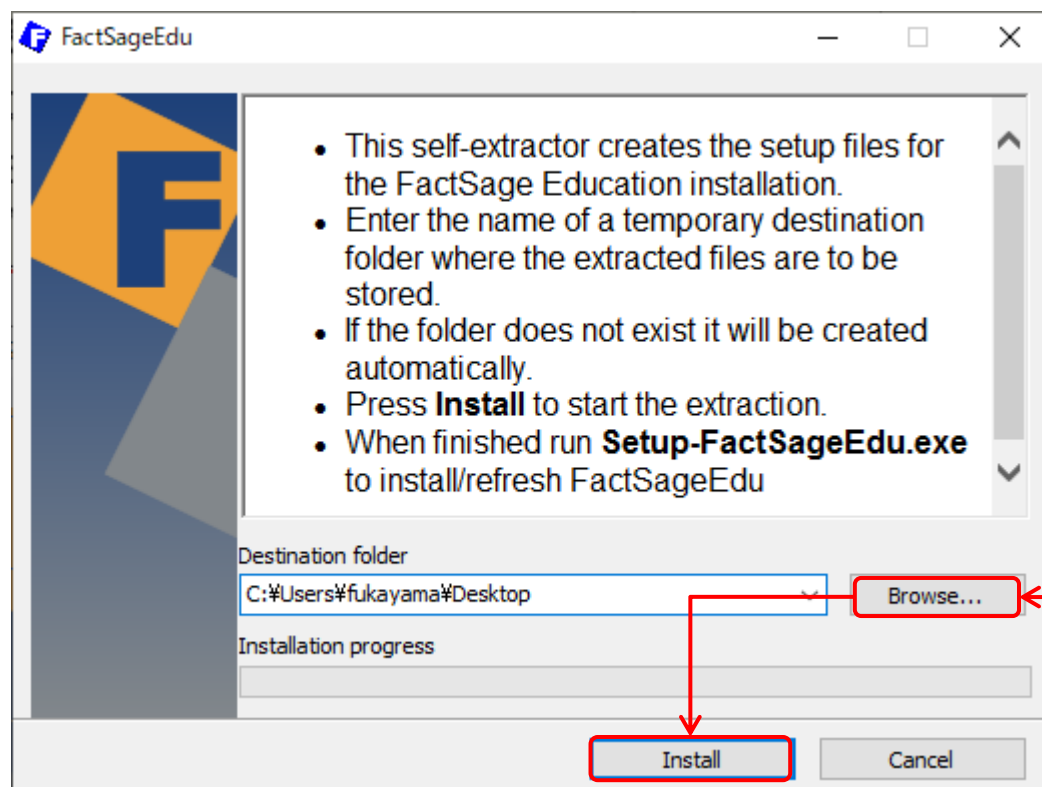 FactSageEdu
F
• This self-extractor creates the setup files for
the FactSage Education installation.
• Enter the name of a temporary destination
folder where the extracted files are to be
stored.
• If the folder does not exist it will be created
automatically.
• Press Install to start the extraction.
• When finished run Setup-FactSageEdu.exe
to install/refresh FactSageEdu
Destination folder
C:¥Users¥fukayama¥Desktop
Browse...
Installation progress
Install
Cancel